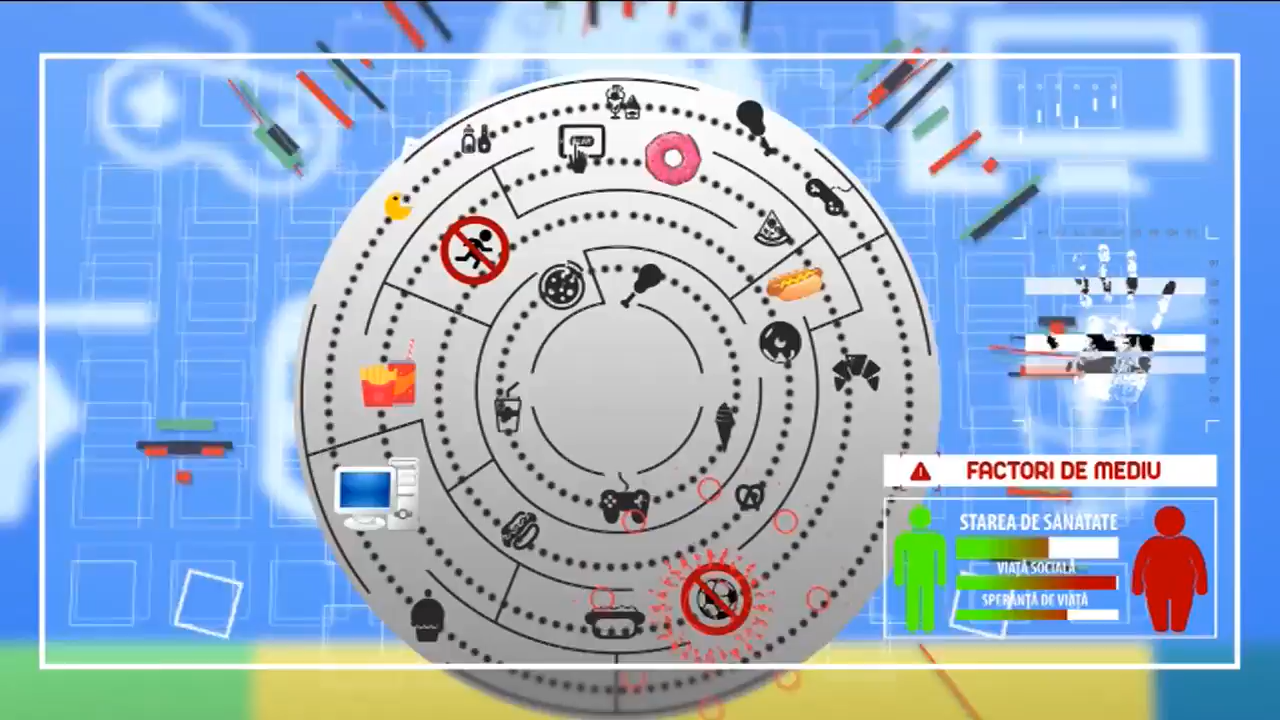 FACTORI DE MEDIU
STAREA DE SANATATE
VIAȚĂ SOCIALĂ
SPERANȚĂ DE VIAȚĂ